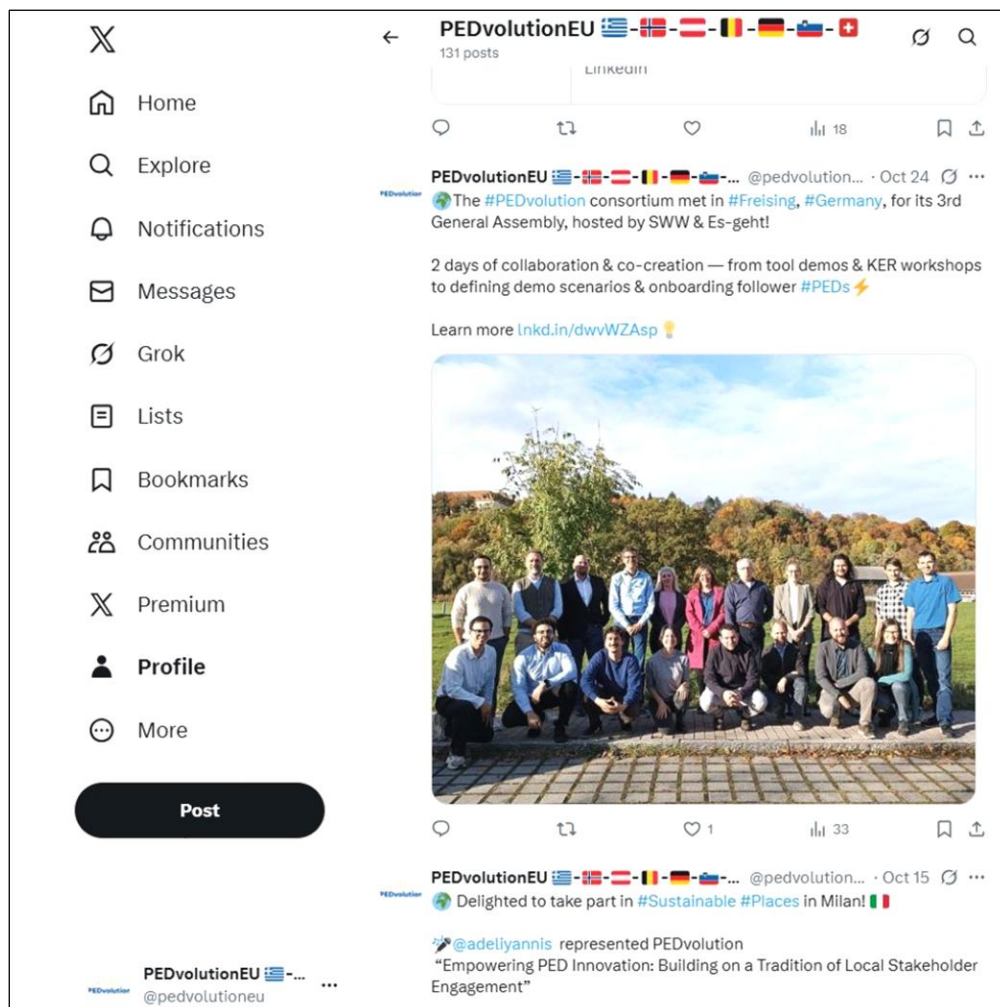 PEDvolutionEU 🇬🇷-🇳🇴-🇦🇹-🇧🇪-🇩🇪-🇸🇮-🇨🇭
131 posts
Home
Explore
Notifications
Messages
Grok
Lists
Bookmarks
Communities
Premium
Profile
More
Post
PEDvolution
PEDvolutionEU 🇬🇷-...
@pedvolutioneu
LinkedIn
18
PEDvolution
PEDvolutionEU 🇬🇷-🇳🇴-🇦🇹-🇧🇪-🇩🇪-🇸🇮-... @pedvolution... · Oct 24
🌍The #PEDvolution consortium met in #Freising, #Germany, for its 3rd
General Assembly, hosted by SWW & Es-geht!
2 days of collaboration & co-creation — from tool demos & KER workshops
to defining demo scenarios & onboarding follower #PEDs⚡
Learn more lnkd.in/dwvWZAsp💡
1
33
PEDvolution
PEDvolutionEU 🇬🇷-🇳🇴-🇦🇹-🇧🇪-🇩🇪-🇸🇮-... @pedvolution... · Oct 15
🌍 Delighted to take part in #Sustainable #Places in Milan! 🇮🇹
🎤@adeliyannis represented PEDvolution
“Empowering PED Innovation: Building on a Tradition of Local Stakeholder
Engagement”